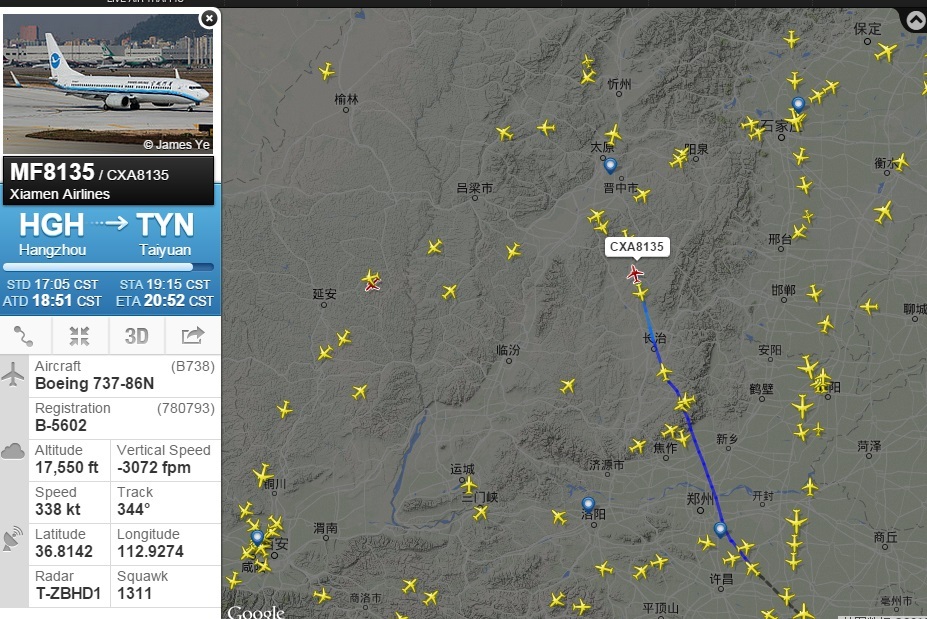 LIVE AIR TRAFFIC
© James Ye
MF8135 / CXA8135
Xiamen Airlines
HGH TYN
Hangzhou Taiyuan
STD 17:05 CST STA 19:15 CST
ATD 18:51 CST ETA 20:52 CST
3D
Aircraft (B738)
Boeing 737-86N
Registration (780793)
B-5602
Altitude Vertical Speed
17,550 ft -3072 fpm
Speed Track
338 kt 344°
Latitude Longitude
36.8142 112.9274
Radar Squawk
T-ZBHD1 1311
保定
忻州
榆林
石家
太原
阳泉
衡水
晋中市
吕梁市
邢台
CXA8135
延安
邯郸
聊城
长治
临汾
安阳
鹤壁
阳
新乡
菏泽
焦作
济源市
运城
铜川
三门峡
郑州
开封
洛阳
渭南
商丘
西安
咸
许昌
商洛市
平顶山
亳州市
Google